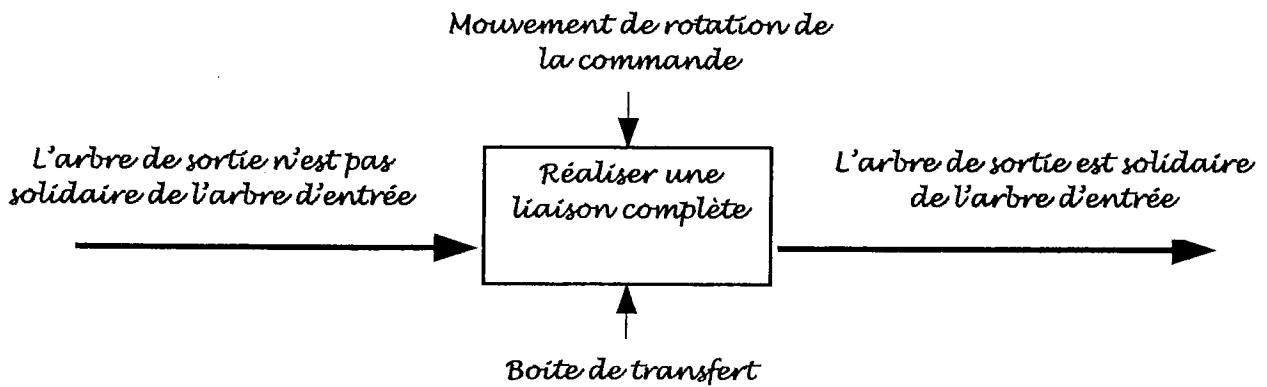 Mouvement de rotation de
la commande
L'arbre de sortie n'est pas
solidaire de l'arbre d'entrée
Réaliser une
liaison complète
L'arbre de sortie est solidaire
de l'arbre d'entrée
Boite de transfert